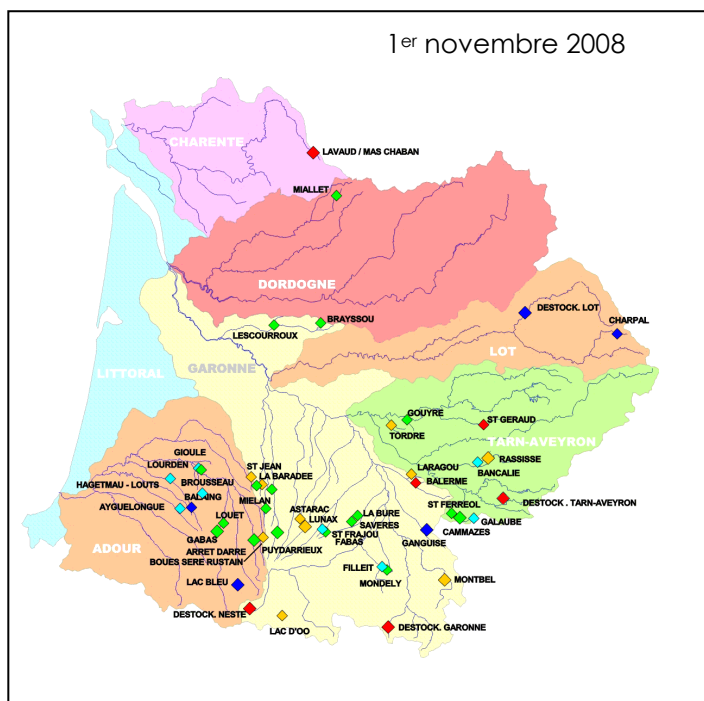 1er novembre 2008
CHARENTE
LAVAUD / MAS CHABAN
MIALLET
DORDOGNE
DESTOCK. LOT
BRAYSSOU
CHARPAL
LESCOURROUX
LOT
GARONNE
LITTORAL
GOUYRE
ST GERAUD
TORDRE
TARN-AVEYRON
GIOULE
RASSISSE
LOURDEN
ST JEAN
LARAGOU
BANCALIE
HAGETMAU - LOUTS
BROUSSEAU
LA BARADEE
BALERME
BALAING
DESTOCK . TARN-AVEYRON
AYGUELONGUE
MIELAN
ST FERREOL
LOUET
ASTARAC
LA BURE
LUNAX
SAVERES
GALAUBE
GABAS
ST FRAJOU
CAMMAZES
ADOUR
ARRET DARRE
FABAS
GANGUISE
BOUES SERE RUSTAIN
PUYDARRIEUX
FILLEIT
LAC BLEU
MONDELY
MONTBEL
DESTOCK. NESTE
LAC D'OO
DESTOCK. GARONNE